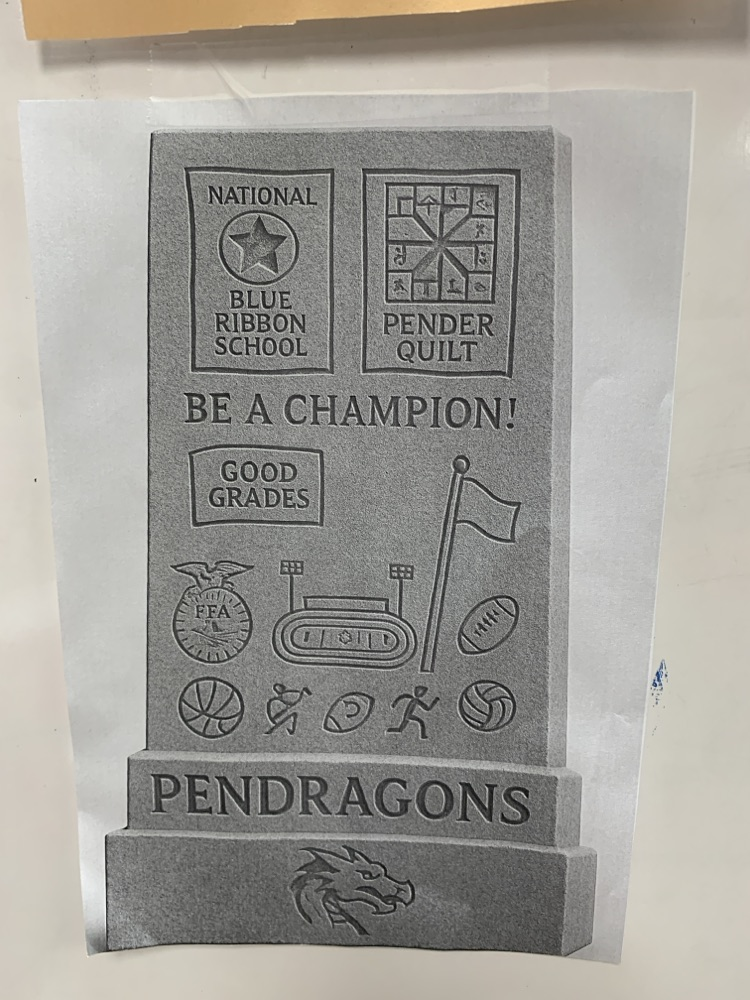 NATIONAL
BLUE
RIBBON
SCHOOL
PENDER
QUILT
BE A CHAMPION!
GOOD
GRADES
FFA
PENDRAGONS